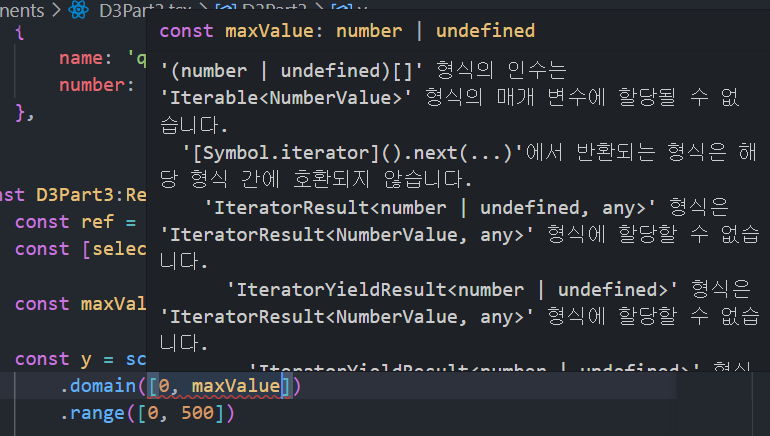 onents > D3Part3.tsx > D3Part3 > y
{
name: 'q
number:
},
const maxValue: number | undefined
'(number | undefined)[]' 형식의 인수는
'Iterable<NumberValue>' 형식의 매개 변수에 할당될 수 없
습니다.
'[Symbol.iterator]().next(...)'에서 반환되는 형식은 해
당 형식 간에 호환되지 않습니다.
'IteratorResult<number | undefined, any>' 형식은
'IteratorResult<NumberValue, any>' 형식에 할당할 수 없습
니다.
'IteratorYieldResult<number | undefined>' 형식은
'IteratorResult<NumberValue, any>' 형식에 할당할 수 없습
니다.
'IteratorYieldResult<number | undefined>' 형식
nst D3Part3:Re
const ref =
const [selec
const maxVal
const y = sc
.domain([0, maxValue])
.range([0, 500])